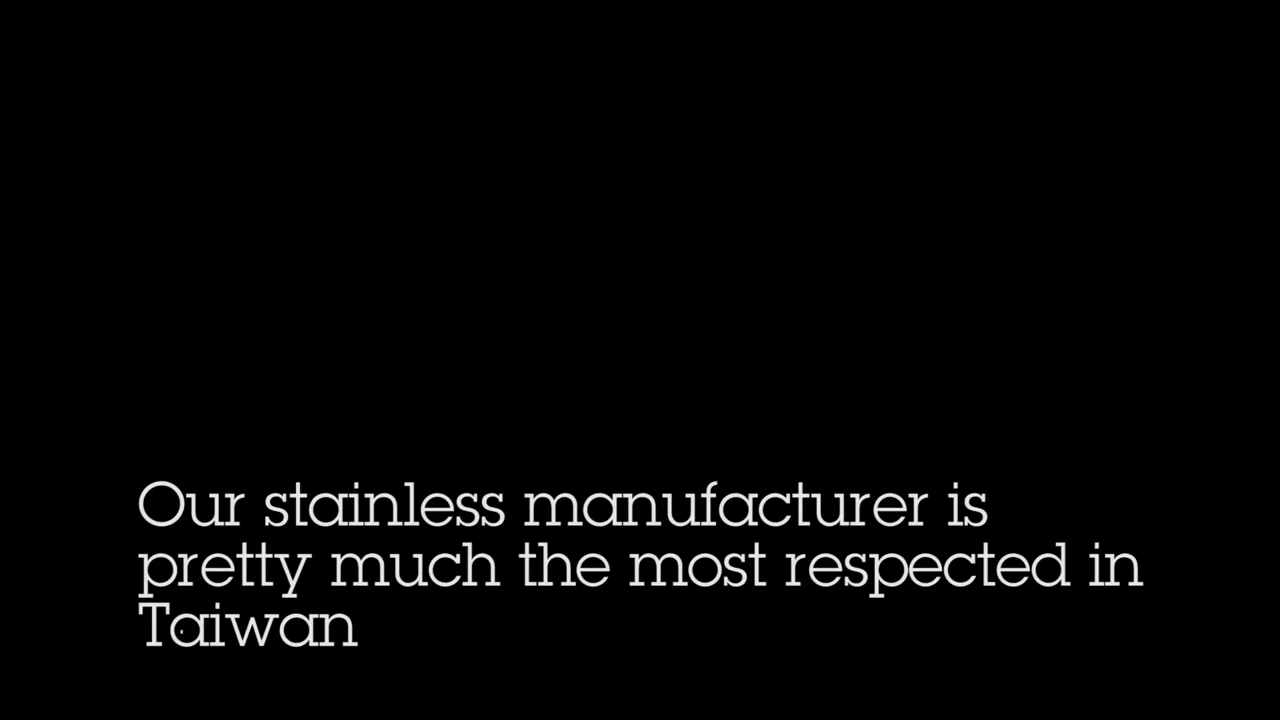 Our stainless manufacturer is
pretty much the most respected in
Taiwan